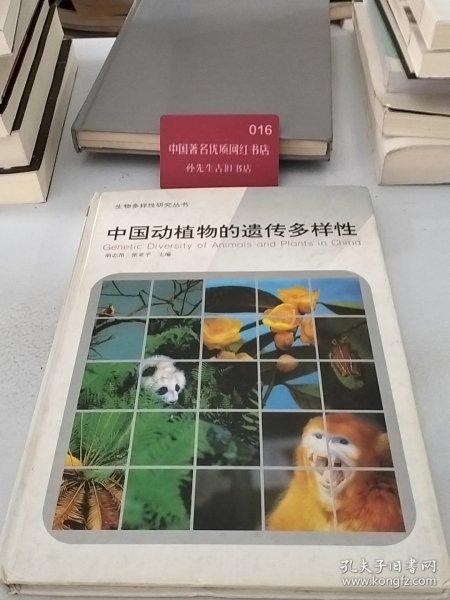 016
中国著名优质网红书店
孙先生古旧书店
生物多样性研究丛书
中国动植物的遗传多样性
Genetic Diversity of Animals and Plants in China
胡志昂 张亚平 主编
孔夫子旧书网
www.kongfz.com